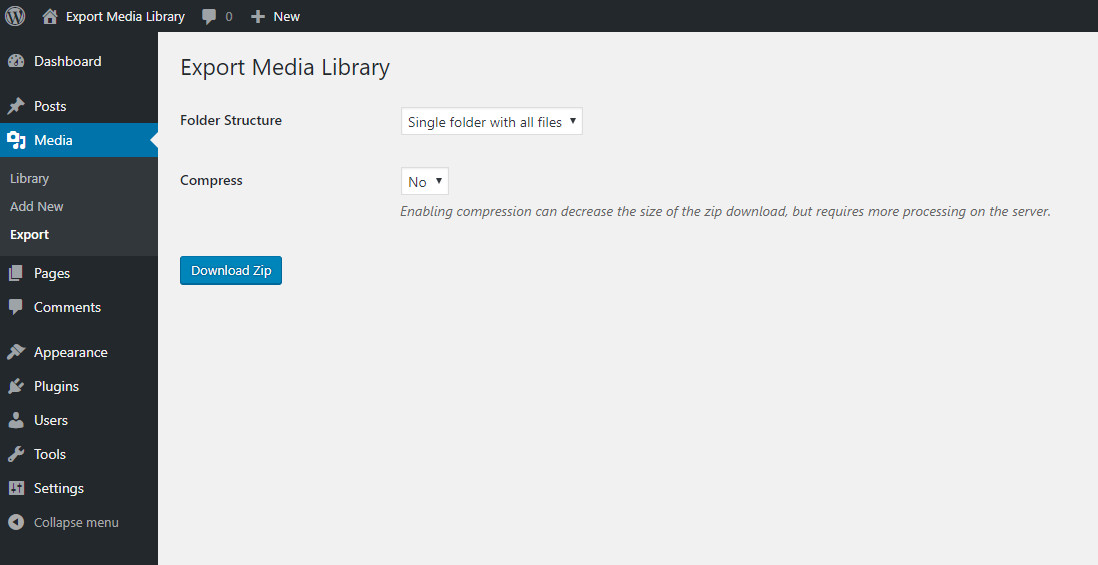 Export Media Library 0 New
Dashboard
Posts
Media
Library
Add New
Export
Pages
Comments
Appearance
Plugins
Users
Tools
Settings
Collapse menu
Export Media Library
Folder Structure Single folder with all files
Compress No
Enabling compression can decrease the size of the zip download, but requires more processing on the server.
Download Zip